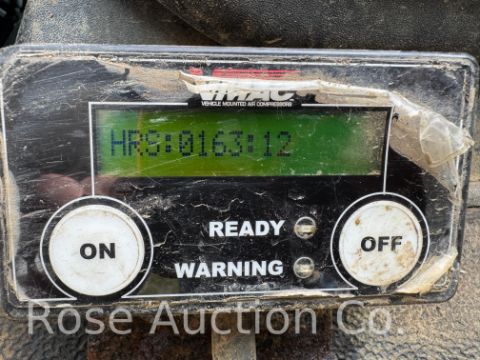 VMAC
VEHICLE MOUNTED AIR COMPRESSORS
HRS:0163:12
ON
READY
WARNING
OFF
Rose Auction Co.